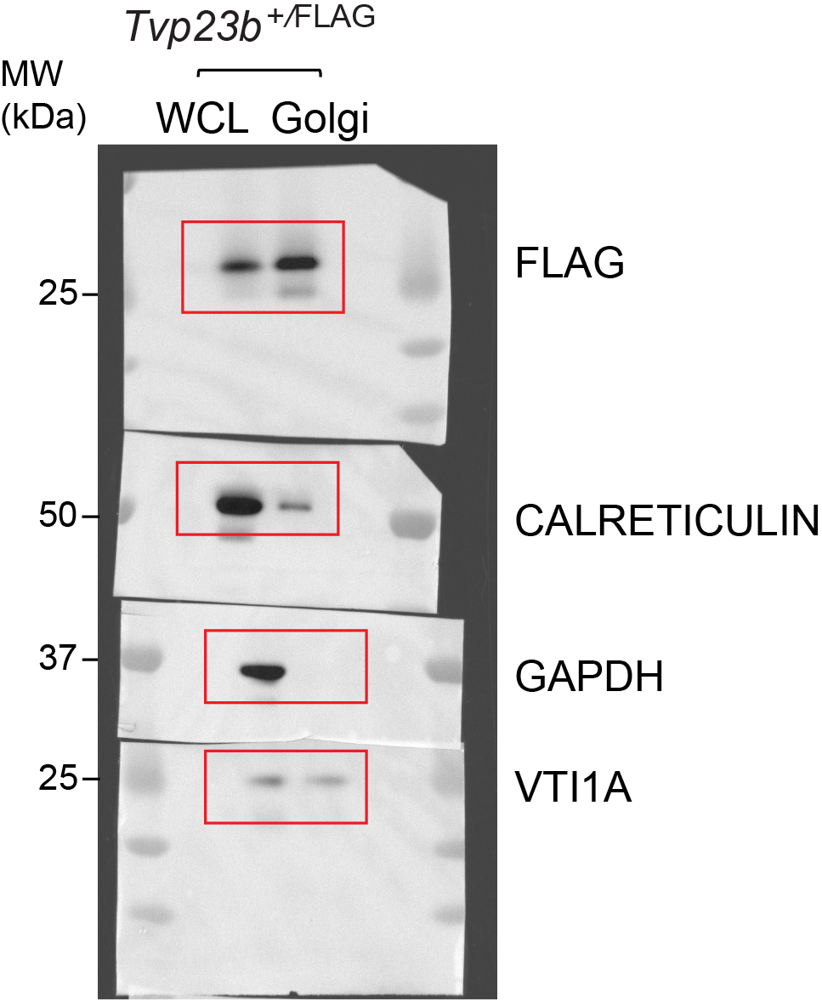 Tvp23b+/FLAG
MW
(kDa)
WCL Golgi
FLAG
25
50
CALRETICULIN
37
GAPDH
25
VTI1A